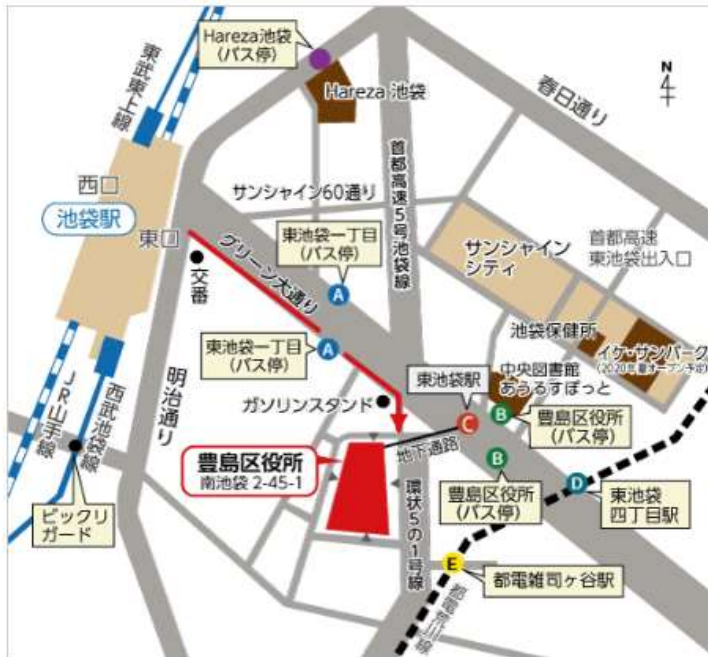 Hareza池袋
(バス停)
N
4
東武東上線
Hareza 池袋
春日通り
首都高速5号池袋線
西口
池袋駅
東口
サンシャイン60通り
東池袋一丁目
(バス停)
サンシャイン
シティ
首都高速
東池袋出入口
グリーン大通り
A
交番
池袋保健所
イケ・サンパーク
東池袋一丁目
(バス停)
A
中央図書館
あうるすぽっと
東池袋駅
ガソリンスタンド
明治通り
JR山手線
西武池袋線
C
B
豊島区役所
(バス停)
豊島区役所
南池袋 2-45-1
地下通路
B
豊島区役所
(バス停)
D
東池袋
四丁目駅
環状5の1号線
ビックリ
ガード
E
都電雑司ヶ谷駅
都電荒川線